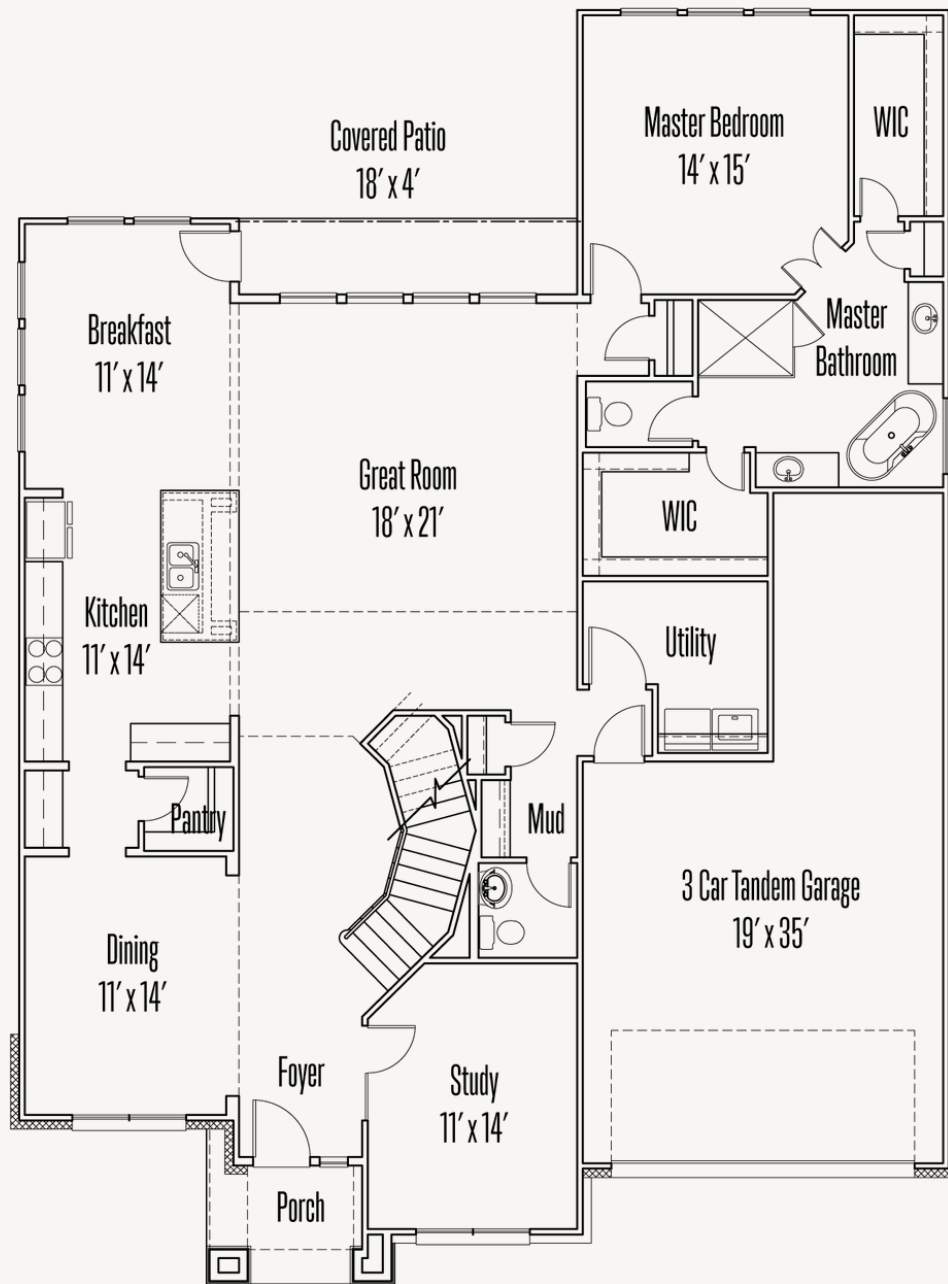 Covered Patio
18' x 4'
Master Bedroom
14' x 15'
WIC
Breakfast
11' x 14'
Master
Bathroom
Great Room
18' x 21'
WIC
Kitchen
11' x 14'
Utility
Pantry
Mud
3 Car Tandem Garage
19' x 35'
Dining
11' x 14'
Foyer
Study
11' x 14'
Porch